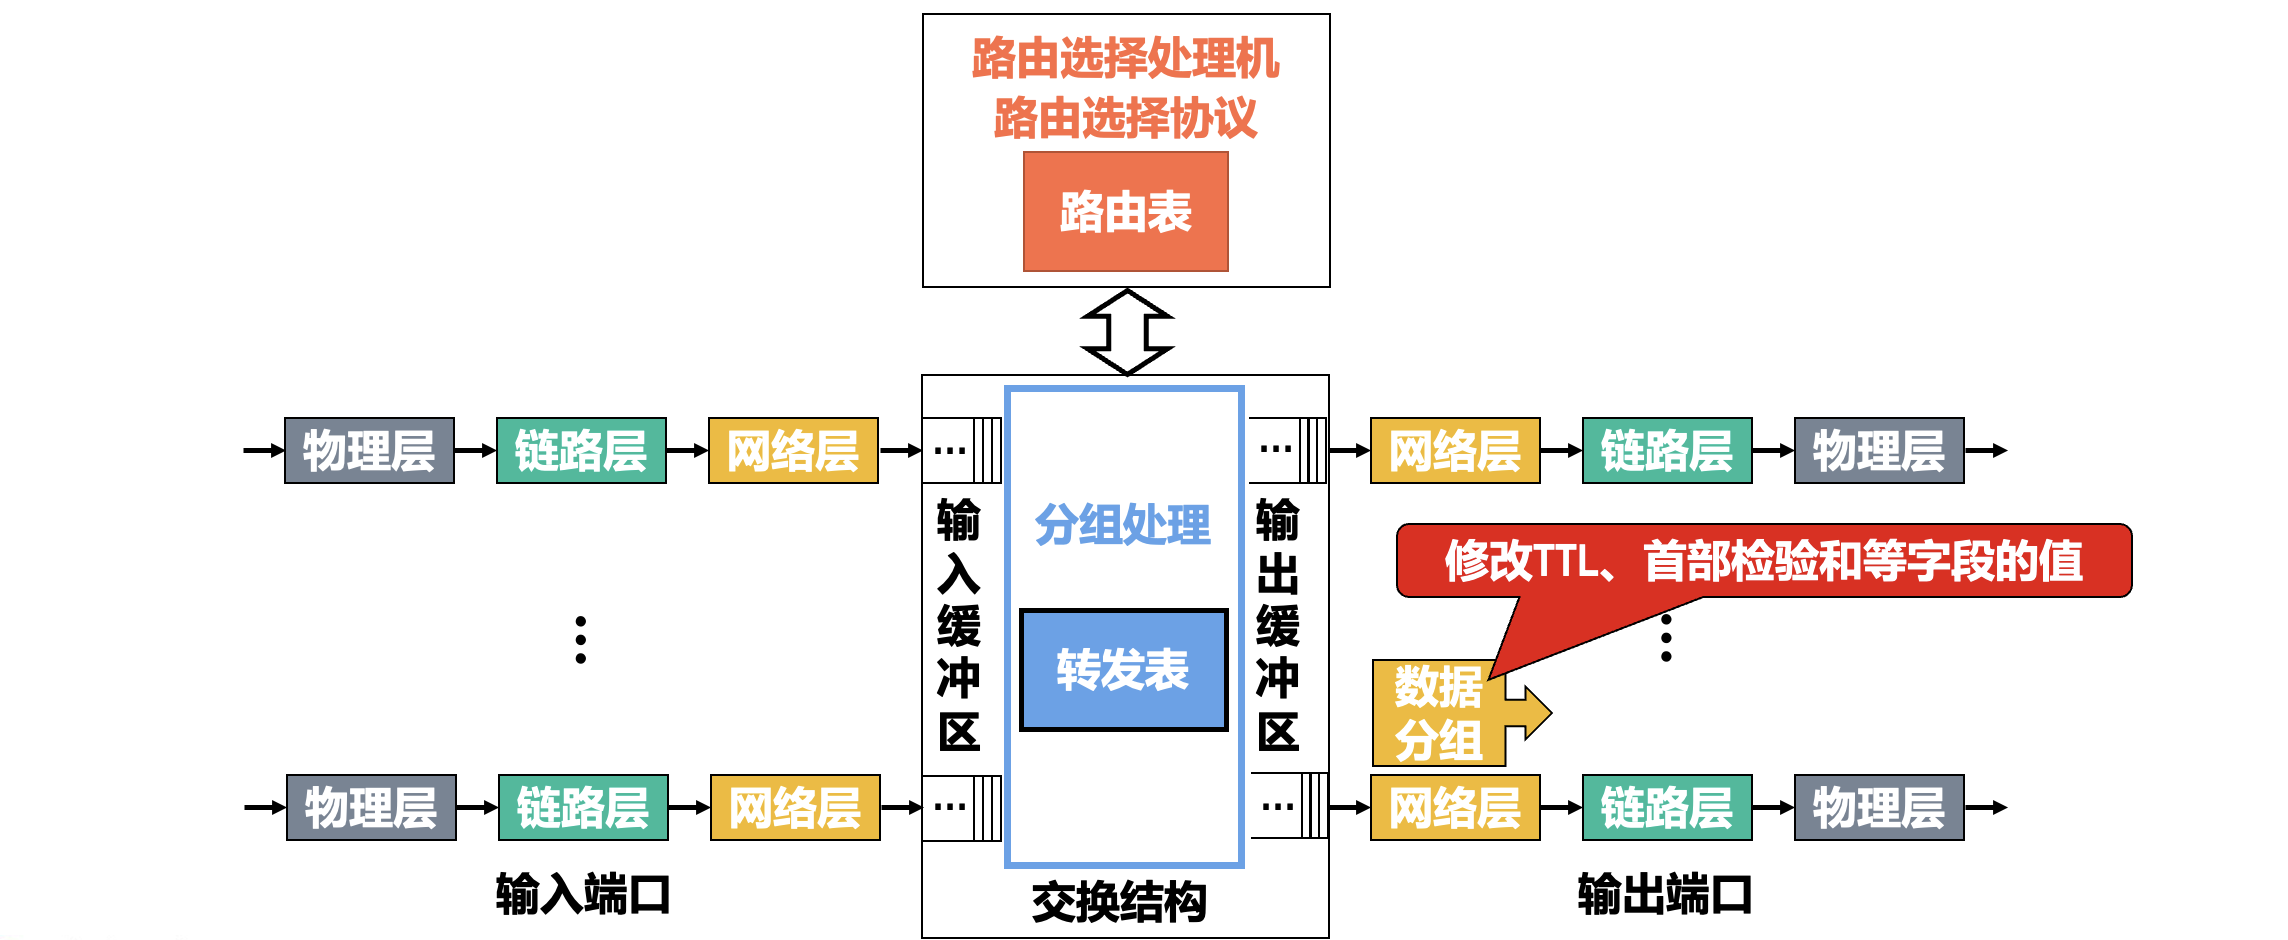 路由选择处理机
路由选择协议
路由表
物理层
链路层
网络层
...
...
网络层
链路层
物理层
输入缓冲区
分组处理
转发表
输出缓冲区
修改TTL、首部检验和等字段的值
数据
分组
物理层
链路层
网络层
...
...
网络层
链路层
物理层
输入端口
交换结构
输出端口